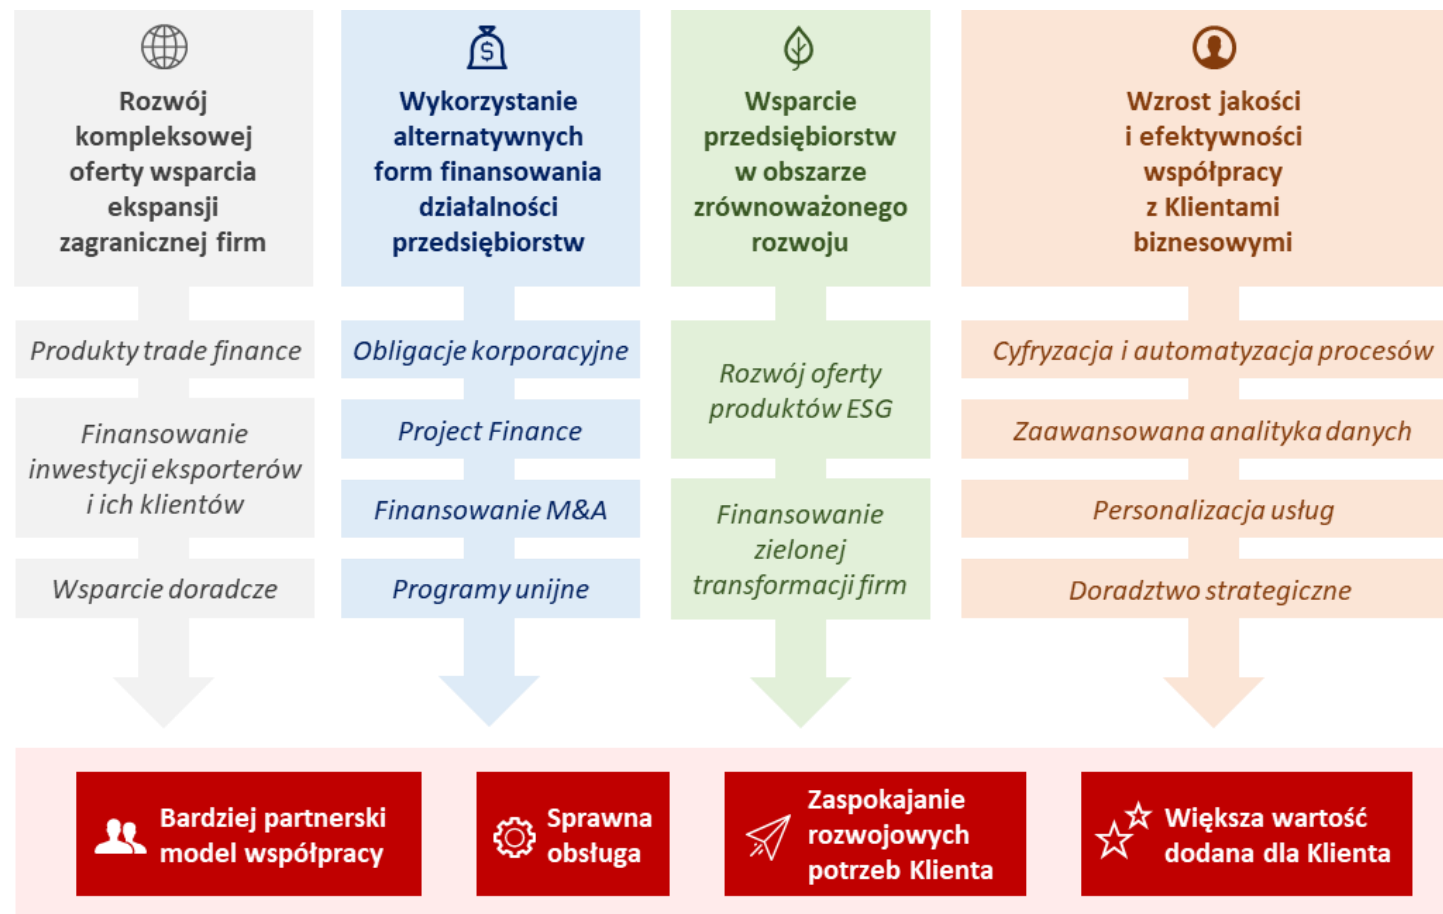 Rozwój
kompleksowej
oferty wsparcia
ekspansji
zagranicznej firm
Produkty trade finance
Finansowanie
inwestycji eksporterów
i ich klientów
Wsparcie doradcze
Wykorzystanie
alternatywnych
form finansowania
działalności
przedsiębiorstw
Obligacje korporacyjne
Project Finance
Finansowanie M&A
Programy unijne
Wsparcie
przedsiębiorstw
w obszarze
zrównoważonego
rozwoju
Rozwój oferty
produktów ESG
Finansowanie
zielonej
transformacji firm
Wzrost jakości
i efektywności
współpracy
z Klientami
biznesowymi
Cyfryzacja i automatyzacja procesów
Zaawansowana analityka danych
Personalizacja usług
Doradztwo strategiczne
Bardziej partnerski
model współpracy
Sprawna
obsługa
Zaspokajanie
rozwojowych
potrzeb Klienta
Większa wartość
dodana dla Klienta